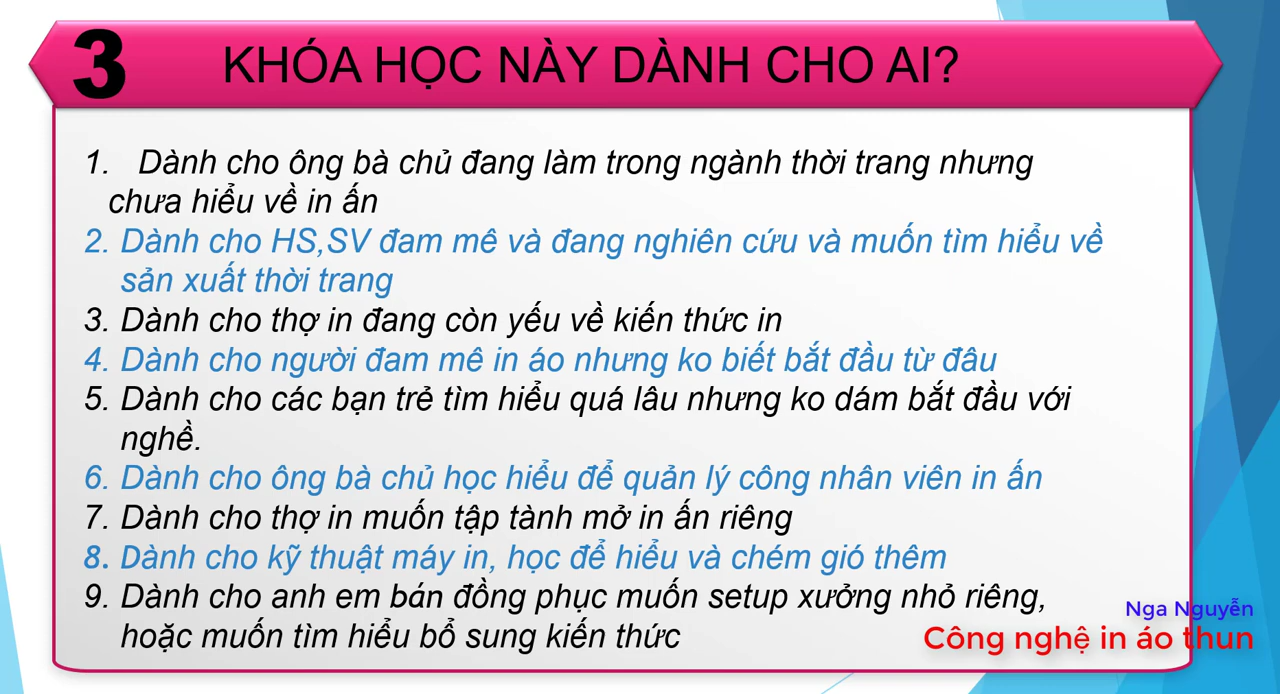 3 KHÓA HỌC NÀY DÀNH CHO AI?
1. Dành cho ông bà chủ đang làm trong ngành thời trang nhưng
chưa hiểu về in ấn
2. Dành cho HS,SV đam mê và đang nghiên cứu và muốn tìm hiểu về
sản xuất thời trang
3. Dành cho thợ in đang còn yếu về kiến thức in
4. Dành cho người đam mê in áo nhưng ko biết bắt đầu từ đâu
5. Dành cho các bạn trẻ tìm hiểu quá lâu nhưng ko dám bắt đầu với
nghề.
6. Dành cho ông bà chủ học hiểu để quản lý công nhân viên in ấn
7. Dành cho thợ in muốn tập tành mở in ấn riêng
8. Dành cho kỹ thuật máy in, học để hiểu và chém gió thêm
9. Dành cho anh em bán đồng phục muốn setup xưởng nhỏ riêng,
hoặc muốn tìm hiểu bổ sung kiến thức
Nga Nguyễn
Công nghệ in áo thun